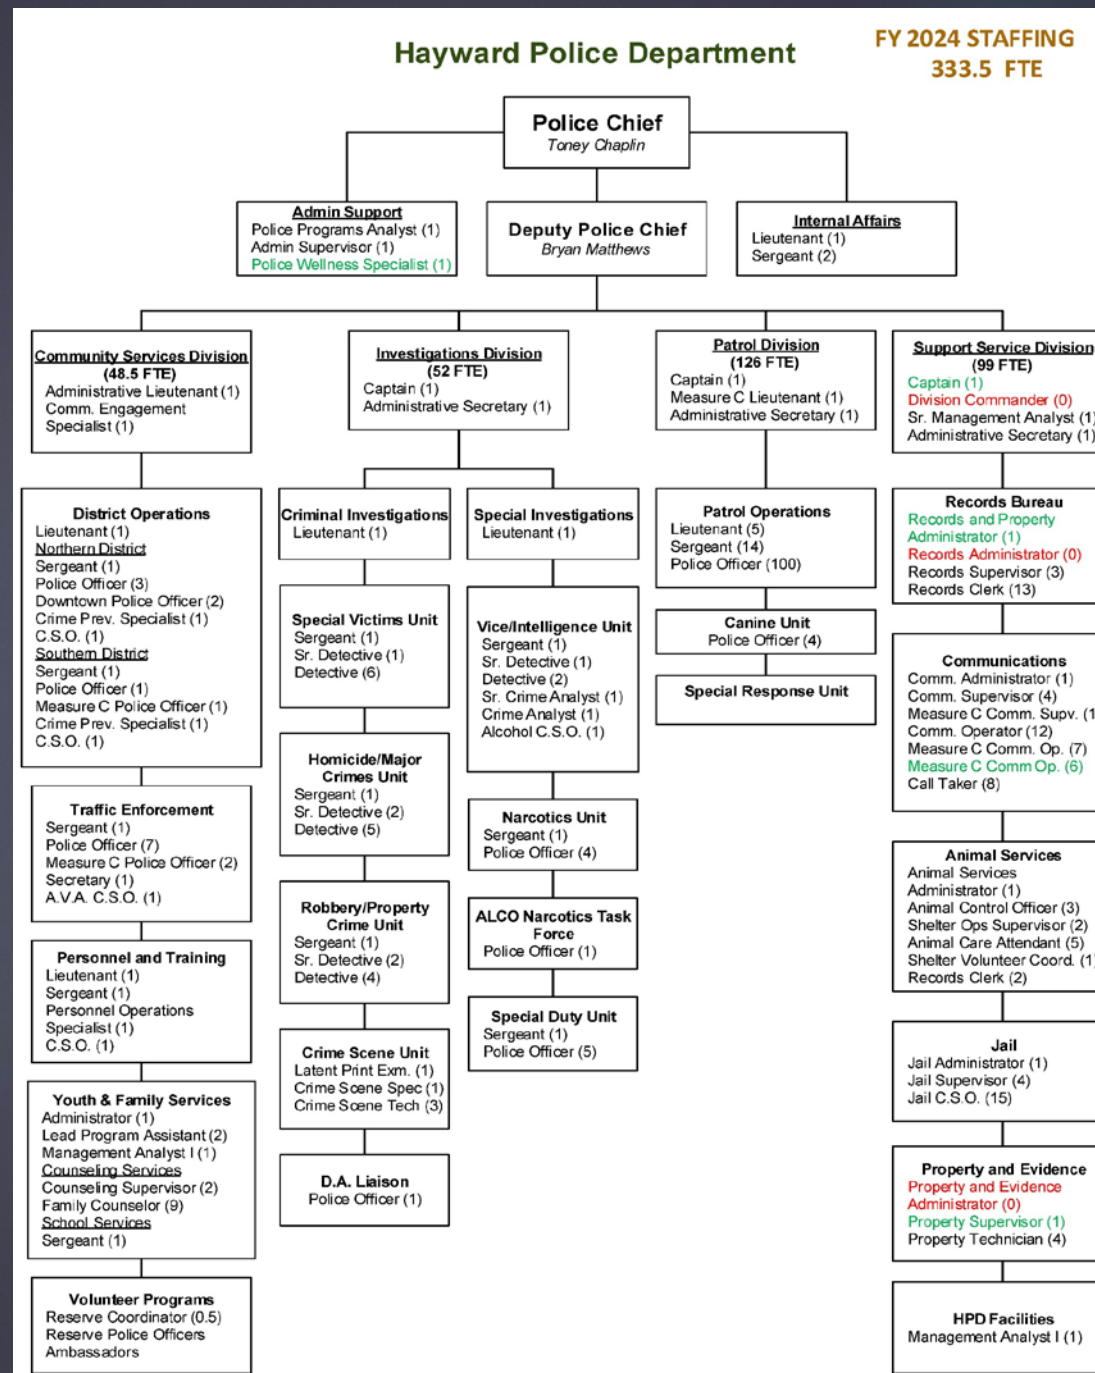 Hayward Police Department
FY 2024 STAFFING
333.5 FTE
Police Chief
Toney Chaplin
Admin Support
Police Programs Analyst (1)
Admin Supervisor (1)
Police Wellness Specialist (1)
Deputy Police Chief
Bryan Matthews
Internal Affairs
Lieutenant (1)
Sergeant (2)
Community Services Division
(48.5 FTE)
Administrative Lieutenant (1)
Comm. Engagement
Specialist (1)
District Operations
Lieutenant (1)
Northern District
Sergeant (1)
Police Officer (3)
Downtown Police Officer (2)
Crime Prev. Specialist (1)
C.S.O. (1)
Southern District
Sergeant (1)
Police Officer (1)
Measure C Police Officer (1)
Crime Prev. Specialist (1)
C.S.O. (1)
Traffic Enforcement
Sergeant (1)
Police Officer (7)
Measure C Police Officer (2)
Secretary (1)
A.V.A. C.S.O. (1)
Personnel and Training
Lieutenant (1)
Sergeant (1)
Personnel Operations
Specialist (1)
C.S.O. (1)
Youth & Family Services
Administrator (1)
Lead Program Assistant (2)
Management Analyst I (1)
Counseling Services
Counseling Supervisor (2)
Family Counselor (9)
School Services
Sergeant (1)
Volunteer Programs
Reserve Coordinator (0.5)
Reserve Police Officers
Ambassadors
Investigations Division
(52 FTE)
Captain (1)
Administrative Secretary (1)
Criminal Investigations
Lieutenant (1)
Special Victims Unit
Sergeant (1)
Sr. Detective (1)
Detective (6)
Homicide/Major
Crimes Unit
Sergeant (1)
Sr. Detective (2)
Detective (5)
Robbery/Property
Crime Unit
Sergeant (1)
Sr. Detective (2)
Detective (4)
Crime Scene Unit
Latent Print Exm. (1)
Crime Scene Spec (1)
Crime Scene Tech (3)
D.A. Liaison
Police Officer (1)
Special Investigations
Lieutenant (1)
Vice/Intelligence Unit
Sergeant (1)
Sr. Detective (1)
Detective (2)
Sr. Crime Analyst (1)
Crime Analyst (1)
Alcohol C.S.O. (1)
Narcotics Unit
Sergeant (1)
Police Officer (4)
ALCO Narcotics Task
Force
Police Officer (1)
Special Duty Unit
Sergeant (1)
Police Officer (5)
Patrol Division
(126 FTE)
Captain (1)
Measure C Lieutenant (1)
Administrative Secretary (1)
Patrol Operations
Lieutenant (5)
Sergeant (14)
Police Officer (100)
Canine Unit
Police Officer (4)
Special Response Unit
Support Service Division
(99 FTE)
Captain (1)
Division Commander (0)
Sr. Management Analyst (1)
Administrative Secretary (1)
Records Bureau
Records and Property
Administrator (1)
Records Administrator (0)
Records Supervisor (3)
Records Clerk (13)
Communications
Comm. Administrator (1)
Comm. Supervisor (4)
Measure C Comm. Supv. (1
Comm. Operator (12)
Measure C Comm. Op. (7)
Measure C Comm Op. (6)
Call Taker (8)
Animal Services
Animal Services
Administrator (1)
Animal Control Officer (3)
Shelter Ops Supervisor (2)
Animal Care Attendant (5)
Shelter Volunteer Coord. (1)
Records Clerk (2)
Jail
Jail Administrator (1)
Jail Supervisor (4)
Jail C.S.O. (15)
Property and Evidence
Property and Evidence
Administrator (0)
Property Supervisor (1)
Property Technician (4)
HPD Facilities
Management Analyst I (1)